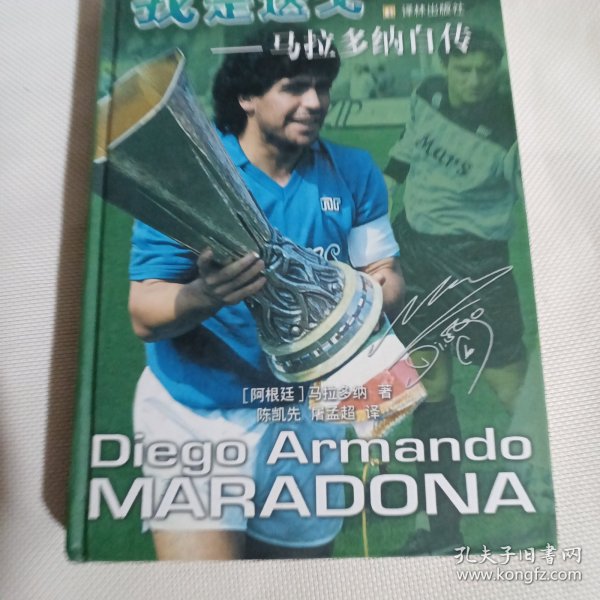 我是迭戈
译林出版社
——马拉多纳自传
Mars
[阿根廷]马拉多纳 著
陈凯先 屠孟超 译
Diego Armando
MARADONA
孔夫子旧书网
www.kongfz.com